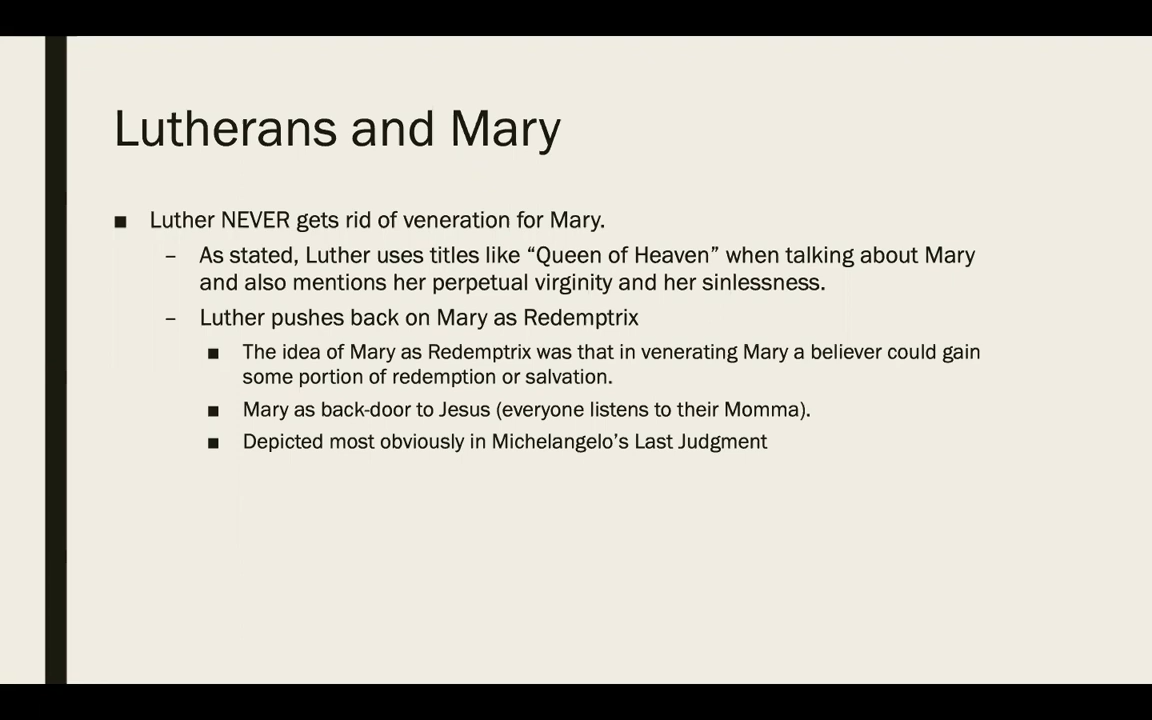 Lutherans and Mary
■ Luther NEVER gets rid of veneration for Mary.
– As stated, Luther uses titles like “Queen of Heaven” when talking about Mary
and also mentions her perpetual virginity and her sinlessness.
– Luther pushes back on Mary as Redemptrix
■ The idea of Mary as Redemptrix was that in venerating Mary a believer could gain
some portion of redemption or salvation.
■ Mary as back-door to Jesus (everyone listens to their Momma).
■ Depicted most obviously in Michelangelo’s Last Judgment